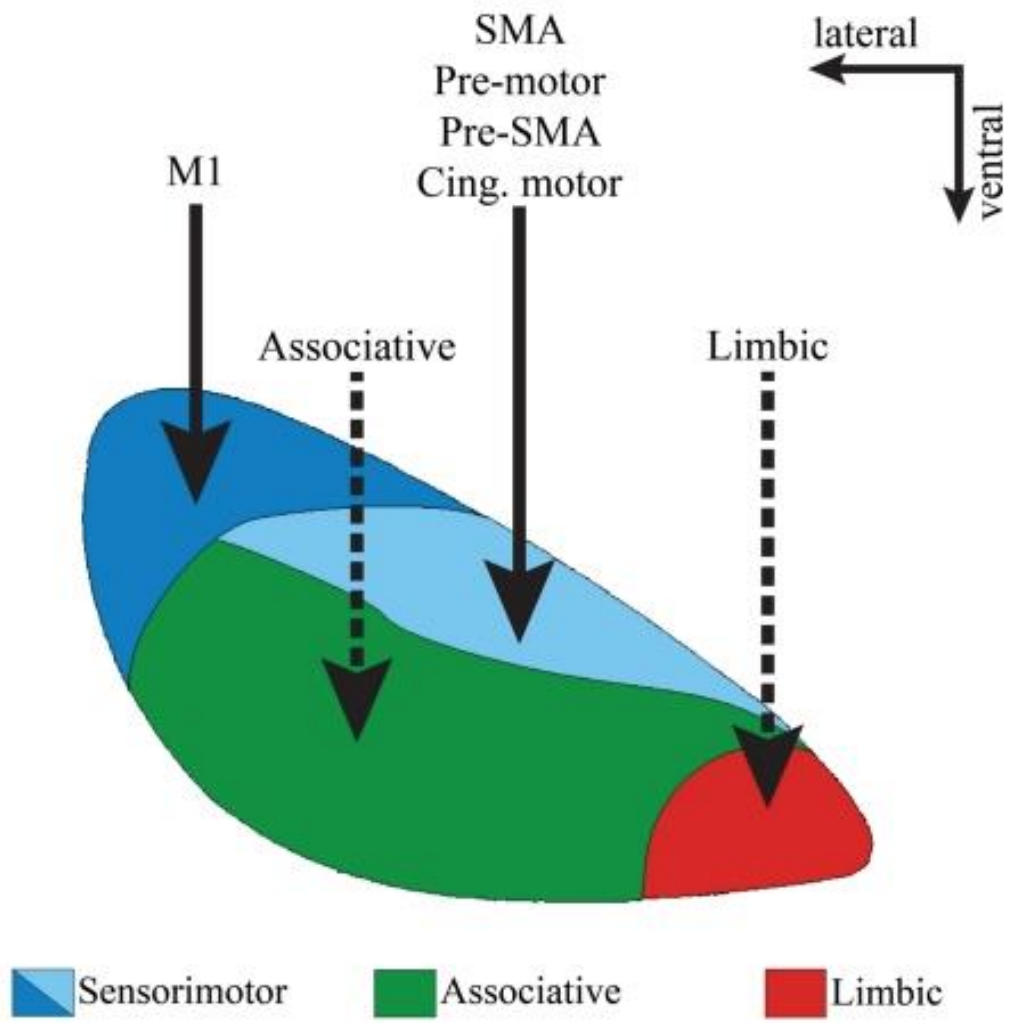 SMA
Pre-motor
Pre-SMA
Cing. motor
lateral
ventral
M1
Associative
Limbic
Sensorimotor
Associative
Limbic